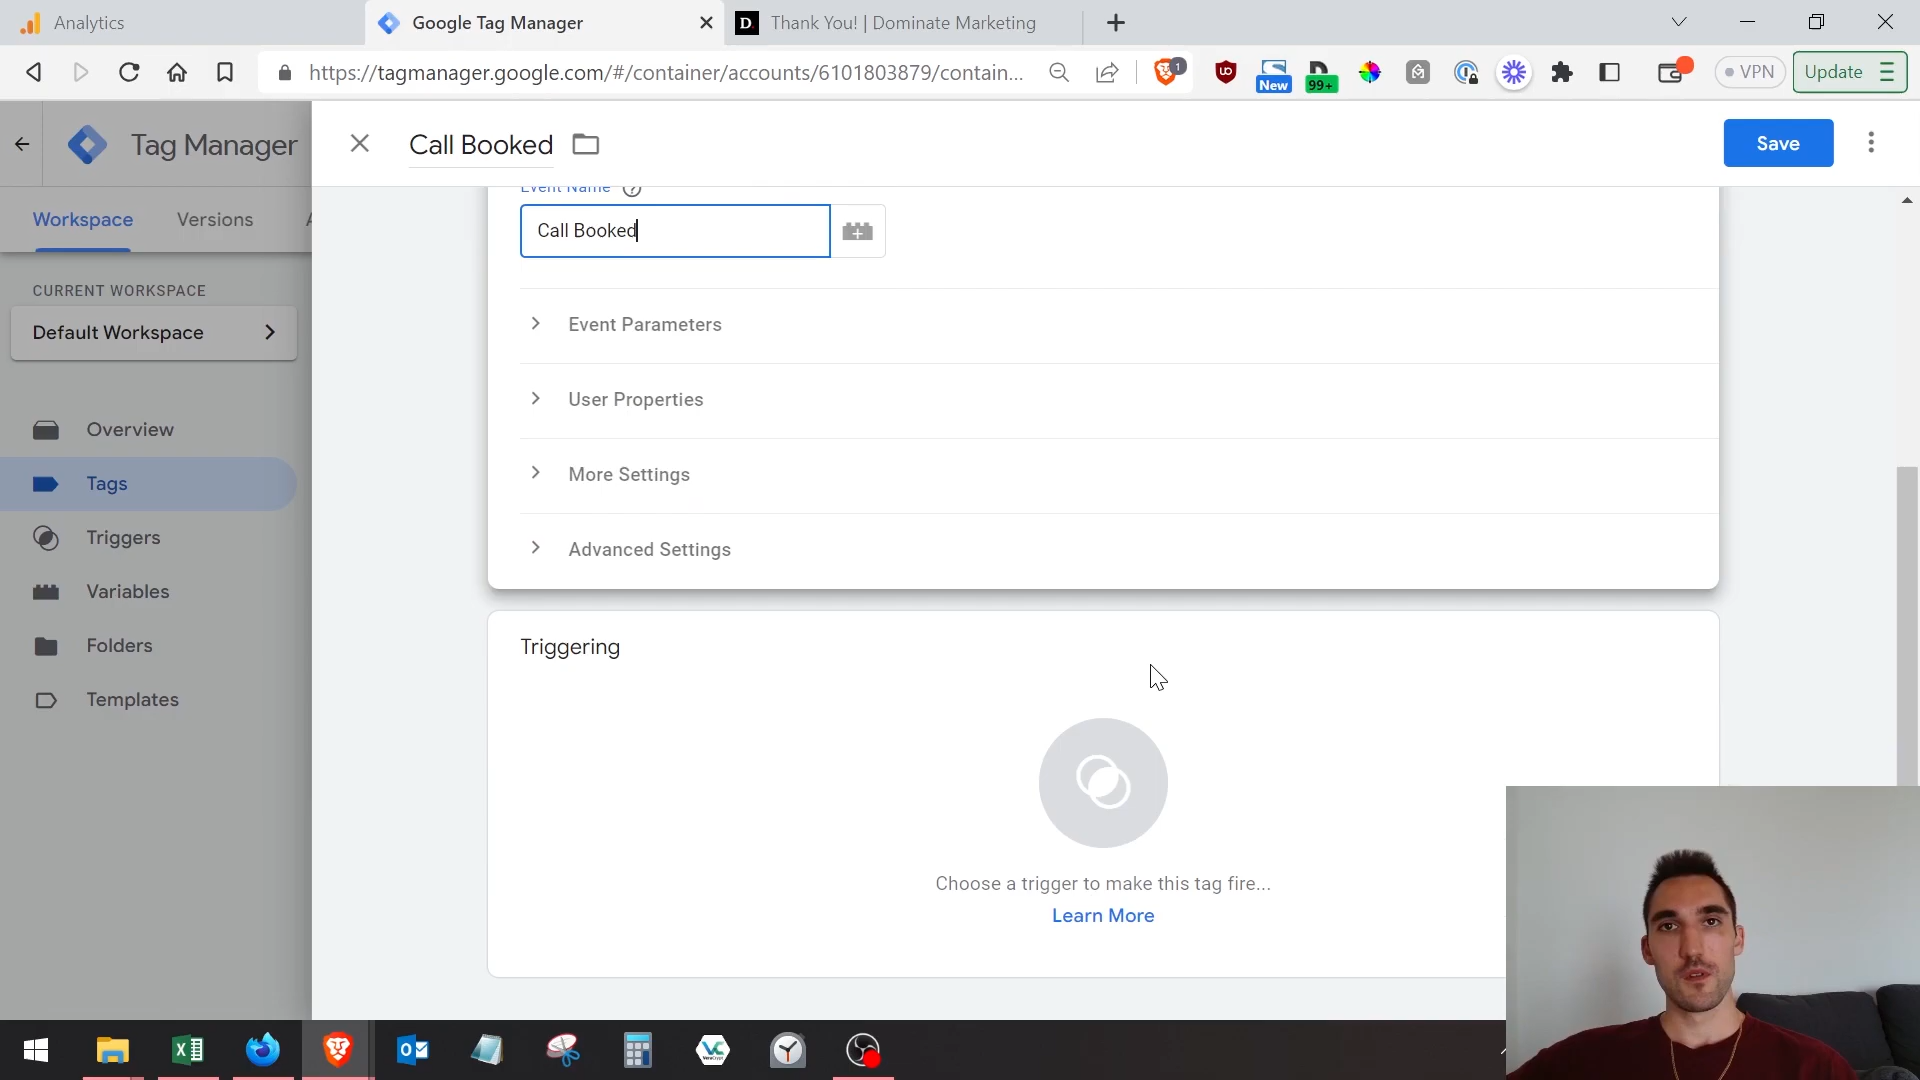 Analytics
Google Tag Manager
D.
Thank You! | Dominate Marketing
https://tagmanager.google.com/#/container/accounts/6101803879/contain...
1
New
99+
VPN
Update
Tag Manager
Call Booked
Save
Workspace
Versions
A
Event Name
Call Booked
CURRENT WORKSPACE
Default Workspace
Event Parameters
User Properties
More Settings
Advanced Settings
Overview
Tags
Triggers
Variables
Folders
Templates
Triggering
Choose a trigger to make this tag fire...
Learn More